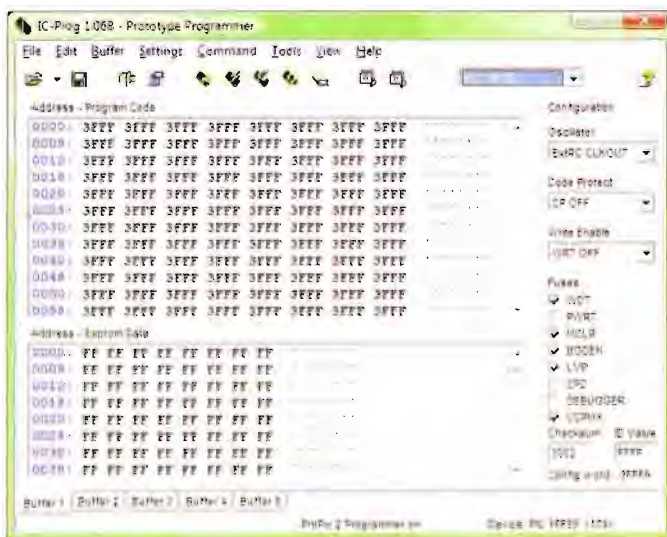 IC-Prog 1.06B - Prototype Programmer
File Edit Buffer Settings Command Tools View Help
Address - Program Code
0000: 3FFF 3FFF 3FFF 3FFF 3FFF 3FFF 3FFF 3FFF
0008: 3FFF 3FFF 3FFF 3FFF 3FFF 3FFF 3FFF 3FFF
0010: 3FFF 3FFF 3FFF 3FFF 3FFF 3FFF 3FFF 3FFF
0018: 3FFF 3FFF 3FFF 3FFF 3FFF 3FFF 3FFF 3FFF
0020: 3FFF 3FFF 3FFF 3FFF 3FFF 3FFF 3FFF 3FFF
0028: 3FFF 3FFF 3FFF 3FFF 3FFF 3FFF 3FFF 3FFF
0030: 3FFF 3FFF 3FFF 3FFF 3FFF 3FFF 3FFF 3FFF
0038: 3FFF 3FFF 3FFF 3FFF 3FFF 3FFF 3FFF 3FFF
0040: 3FFF 3FFF 3FFF 3FFF 3FFF 3FFF 3FFF 3FFF
0048: 3FFF 3FFF 3FFF 3FFF 3FFF 3FFF 3FFF 3FFF
0050: 3FFF 3FFF 3FFF 3FFF 3FFF 3FFF 3FFF 3FFF
0058: 3FFF 3FFF 3FFF 3FFF 3FFF 3FFF 3FFF 3FFF
Address - Eeprom Data
0000: FF FF FF FF FF FF FF FF
0008: FF FF FF FF FF FF FF FF
0010: FF FF FF FF FF FF FF FF
0018: FF FF FF FF FF FF FF FF
0020: FF FF FF FF FF FF FF FF
0028: FF FF FF FF FF FF FF FF
0030: FF FF FF FF FF FF FF FF
0038: FF FF FF FF FF FF FF FF
Configuration
Oscillator
ExtRC CLKOUT
Code Protect
CP OFF
Write Enable
WRT OFF
Fuses
WDT
PWRT
MCLR
BODEN
LVP
CPD
DEBUGGER
CCPMX
Checksum ID Value
FFFF
Config word
Buffer 1 Buffer 2 Buffer 3 Buffer 4 Buffer 5
ProPic 2 Programmer on
Device: PIC